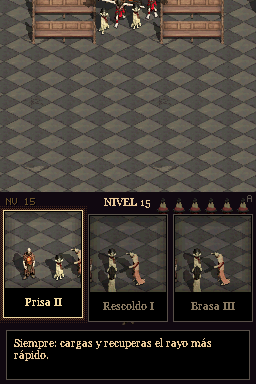 NV 15
NIVEL 15
A
Prisa II
Rescoldo I
Brasa III
Siempre: cargas y recuperas el rayo más
rápido.